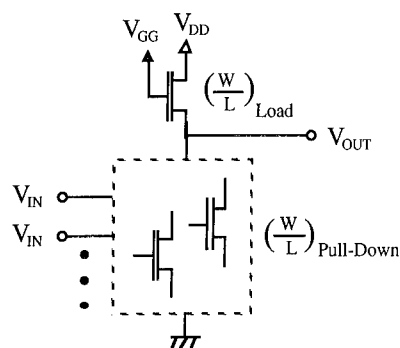 V_GG V_DD
(W/L)_Load
V_OUT
V_IN
V_IN
(W/L)_Pull-Down